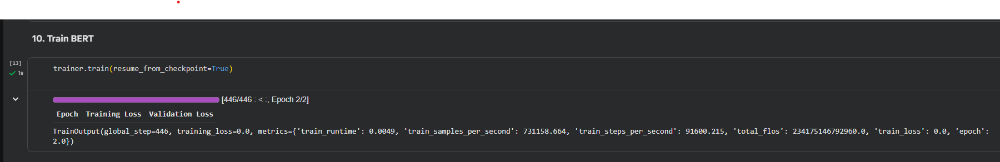 10. Train BERT
[13]
1s
trainer.train(resume_from_checkpoint=True)
[446/446 : < :, Epoch 2/2]
Epoch Training Loss Validation Loss
TrainOutput(global_step=446, training_loss=0.0, metrics={'train_runtime': 0.0049, 'train_samples_per_second': 731158.664, 'train_steps_per_second': 91600.215, 'total_flos': 234175146792960.0, 'train_loss': 0.0, 'epoch':
2.0})